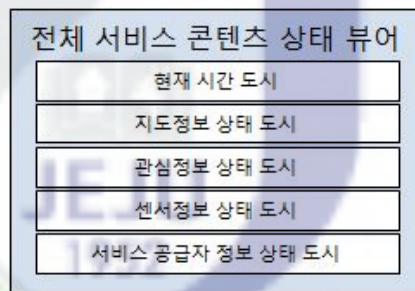 전체 서비스 콘텐츠 상태 뷰어
현재 시간 도시
지도정보 상태 도시
관심정보 상태 도시
센서정보 상태 도시
서비스 공급자 정보 상태 도시
JEJU
1952